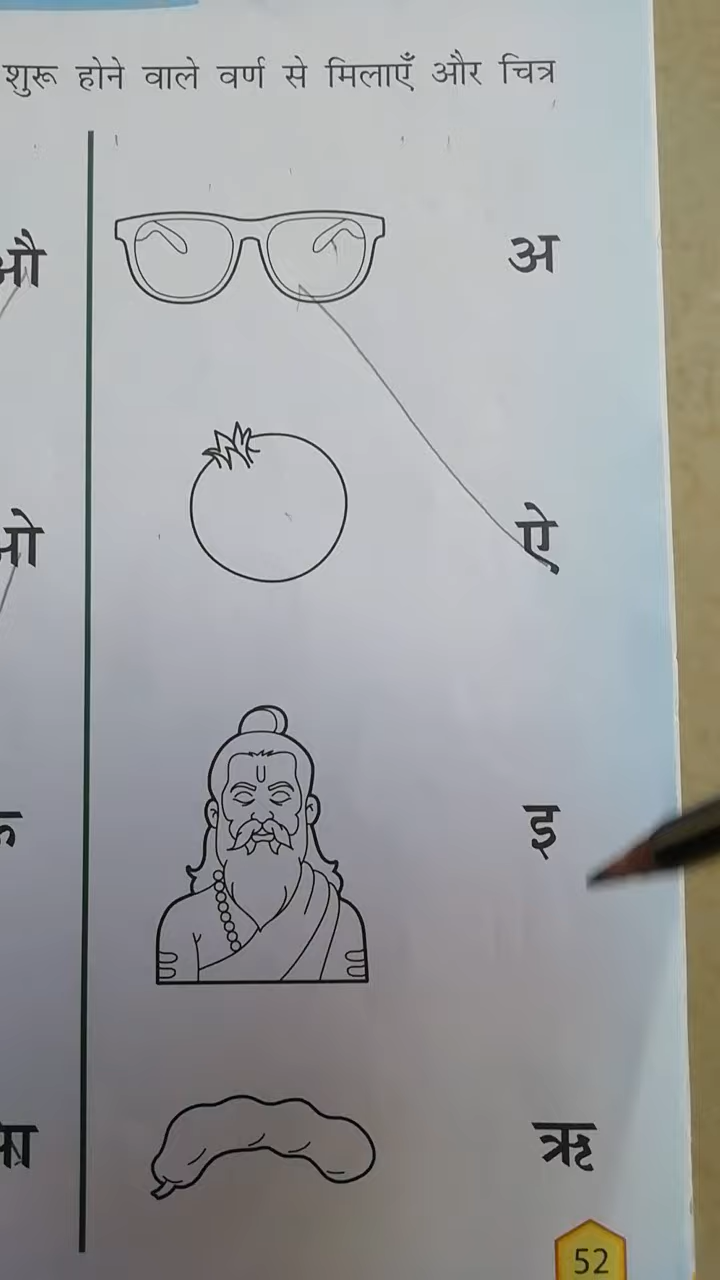 शुरू होने वाले वर्ण से मिलाएँ और चित्र
औ
अ
ओ
ऐ
इ
ऋ
52